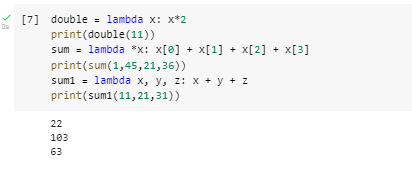 [7] double = lambda x: x*2
print(double(11))
sum = lambda *x: x[0] + x[1] + x[2] + x[3]
print(sum(1,45,21,36))
sum1 = lambda x, y, z: x + y + z
print(sum1(11,21,31))
0s
22
103
63